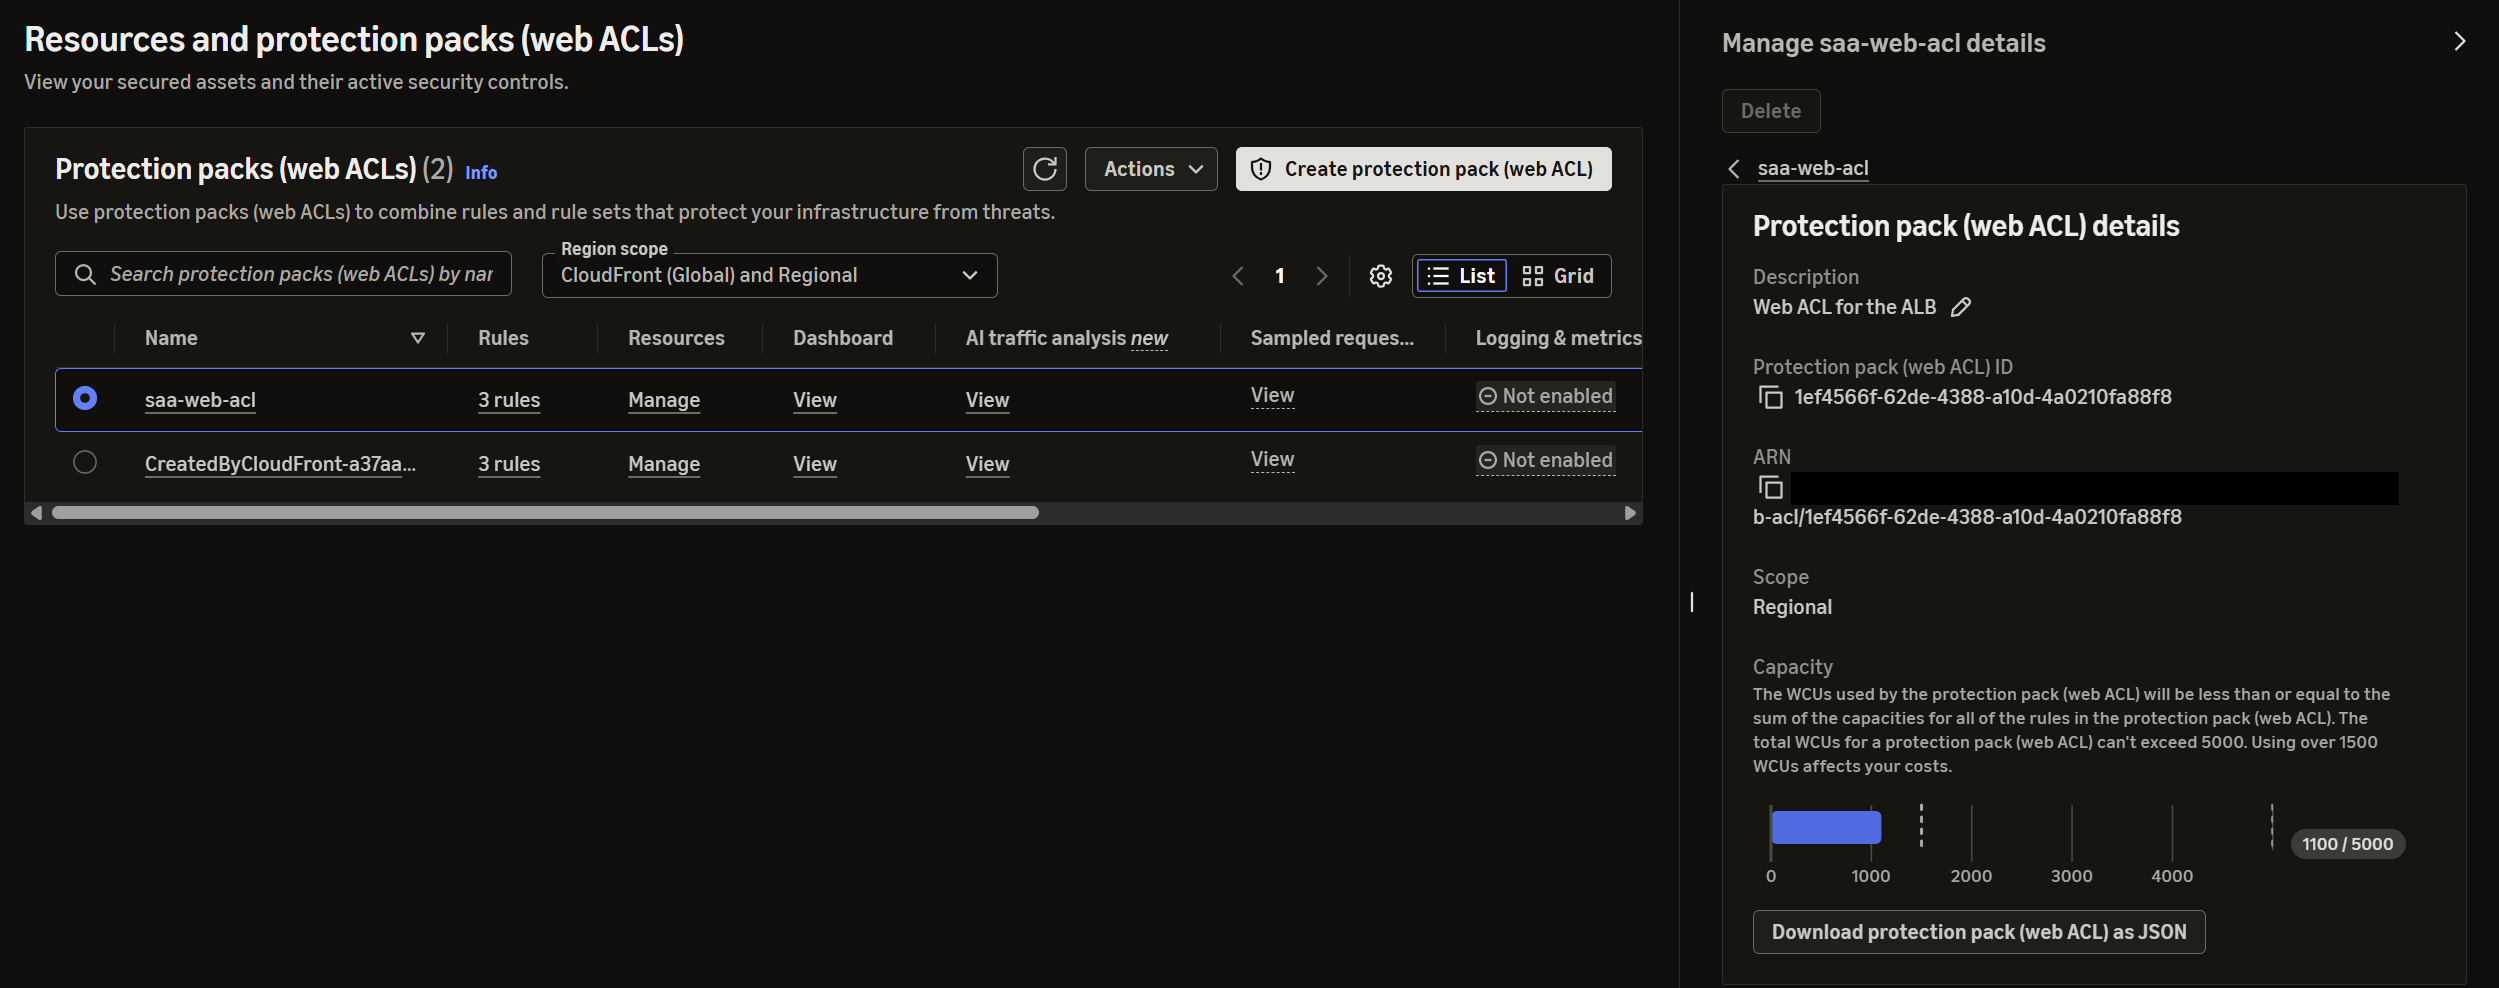 Resources and protection packs (web ACLs)
View your secured assets and their active security controls.
Protection packs (web ACLs) (2) Info
Actions
Create protection pack (web ACL)
Use protection packs (web ACLs) to combine rules and rule sets that protect your infrastructure from threats.
Search protection packs (web ACLs) by nar
Region scope
CloudFront (Global) and Regional
1
List
Grid
Name Rules Resources Dashboard AI traffic analysis new Sampled reques... Logging & metrics
saa-web-acl 3 rules Manage View View View Not enabled
CreatedByCloudFront-a37aa... 3 rules Manage View View View Not enabled
Manage saa-web-acl details
Delete
saa-web-acl
Protection pack (web ACL) details
Description
Web ACL for the ALB
Protection pack (web ACL) ID
1ef4566f-62de-4388-a10d-4a0210fa88f8
ARN
b-acl/1ef4566f-62de-4388-a10d-4a0210fa88f8
Scope
Regional
Capacity
The WCUs used by the protection pack (web ACL) will be less than or equal to the
sum of the capacities for all of the rules in the protection pack (web ACL). The
total WCUs for a protection pack (web ACL) can't exceed 5000. Using over 1500
WCUs affects your costs.
1100 / 5000
0 1000 2000 3000 4000
Download protection pack (web ACL) as JSON